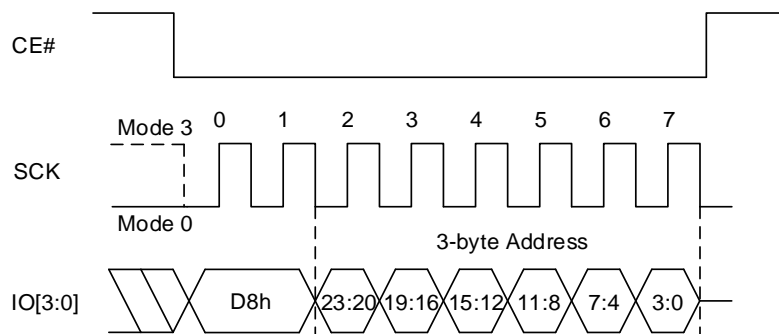 CE#
0 1 2 3 4 5 6 7
Mode 3
SCK
Mode 0
3-byte Address
IO[3:0] D8h 23:20 19:16 15:12 11:8 7:4 3:0